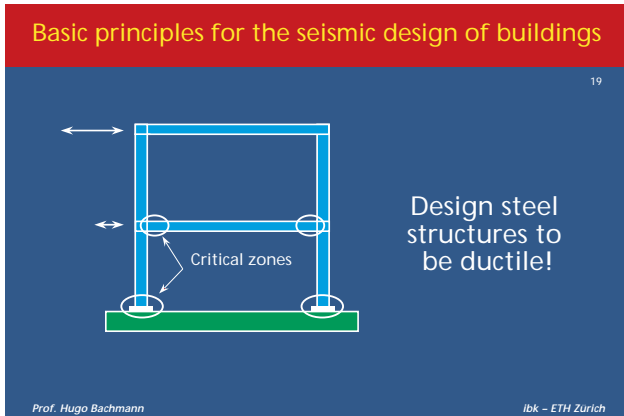 Basic principles for the seismic design of buildings
19
Design steel
structures to
be ductile!
Critical zones
Prof. Hugo Bachmann
ibk – ETH Zürich